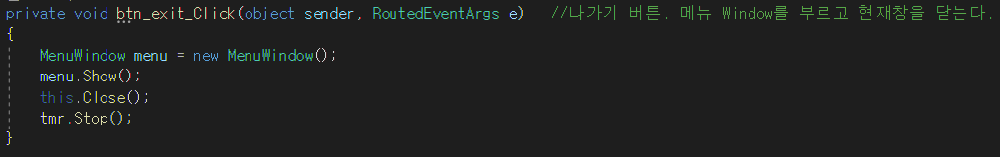 private void btn_exit_Click(object sender, RoutedEventArgs e)   //나가기 버튼. 메뉴 Window를 부르고 현재창을 닫는다.
{
    MenuWindow menu = new MenuWindow();
    menu.Show();
    this.Close();
    tmr.Stop();
}